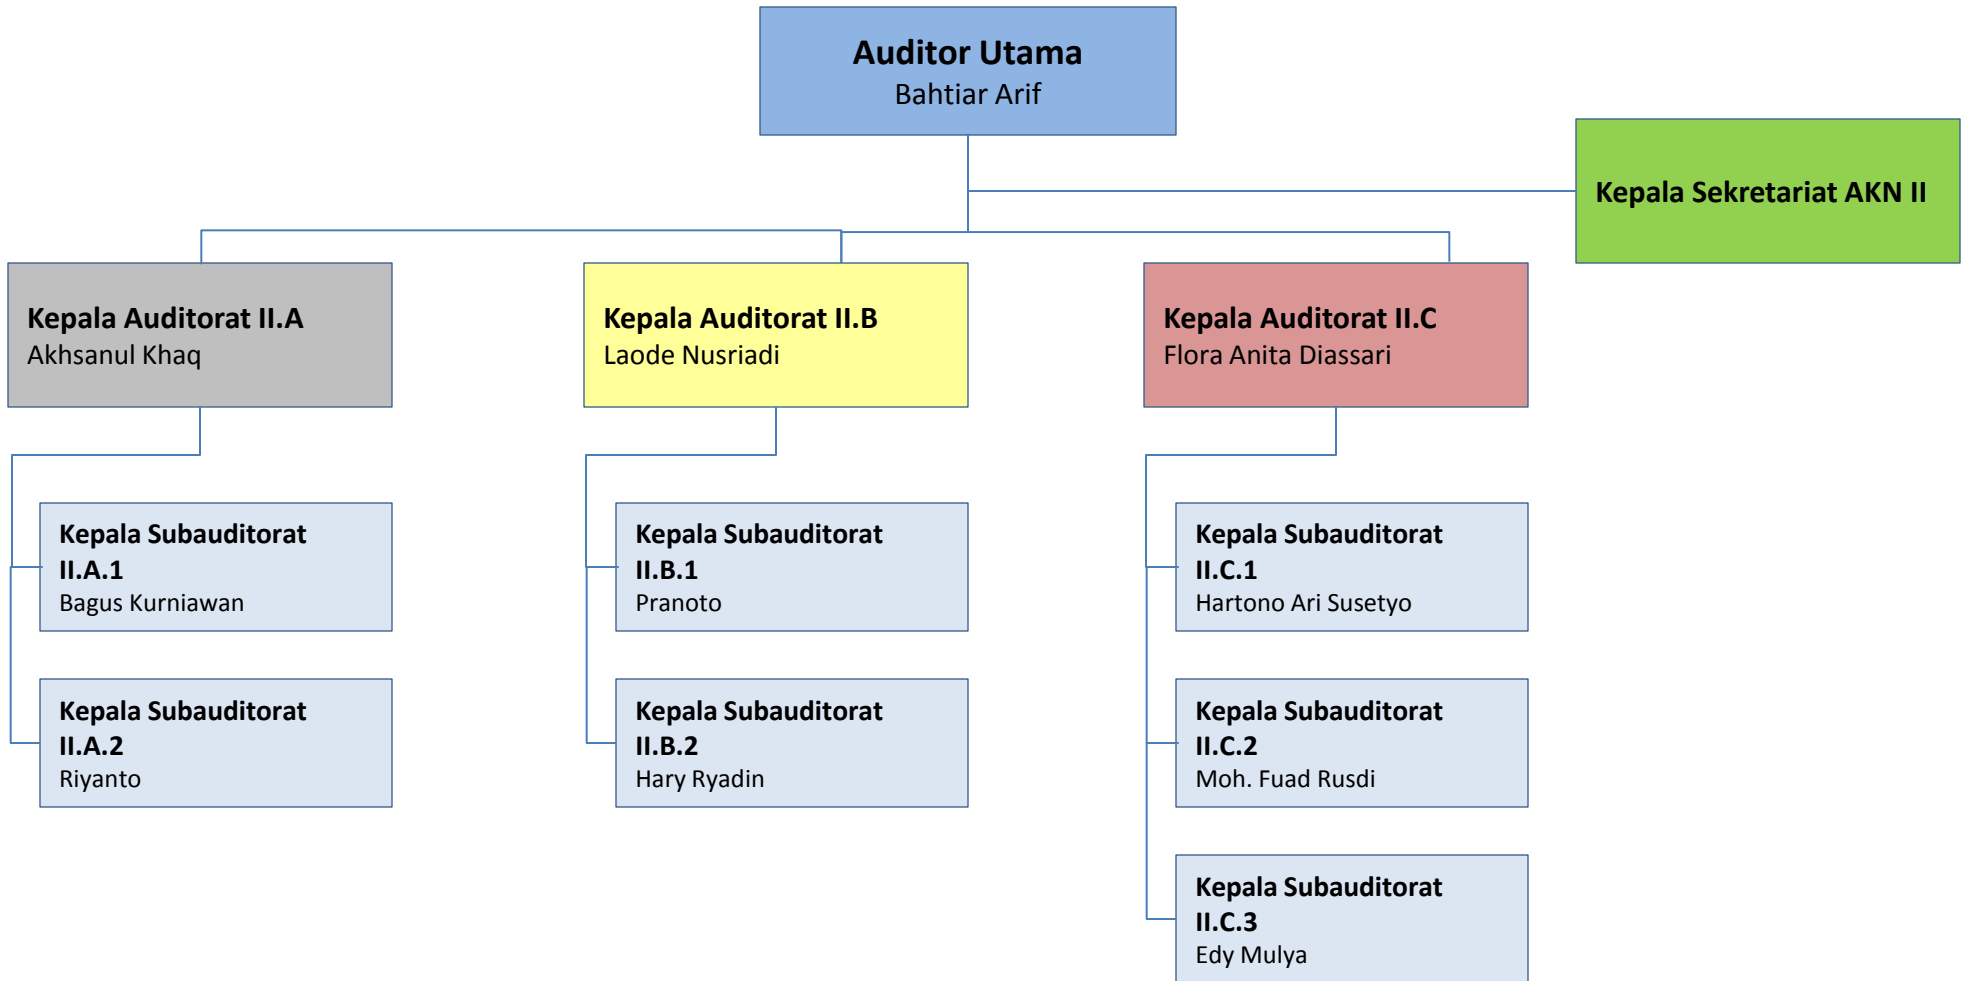 Auditor Utama
Bahtiar Arif
Kepala Sekretariat AKN II
Kepala Auditorat II.A
Akhsanul Khaq
Kepala Auditorat II.B
Laode Nusriadi
Kepala Auditorat II.C
Flora Anita Diassari
Kepala Subauditorat
II.A.1
Bagus Kurniawan
Kepala Subauditorat
II.B.1
Pranoto
Kepala Subauditorat
II.C.1
Hartono Ari Susetyo
Kepala Subauditorat
II.A.2
Riyanto
Kepala Subauditorat
II.B.2
Hary Ryadin
Kepala Subauditorat
II.C.2
Moh. Fuad Rusdi
Kepala Subauditorat
II.C.3
Edy Mulya